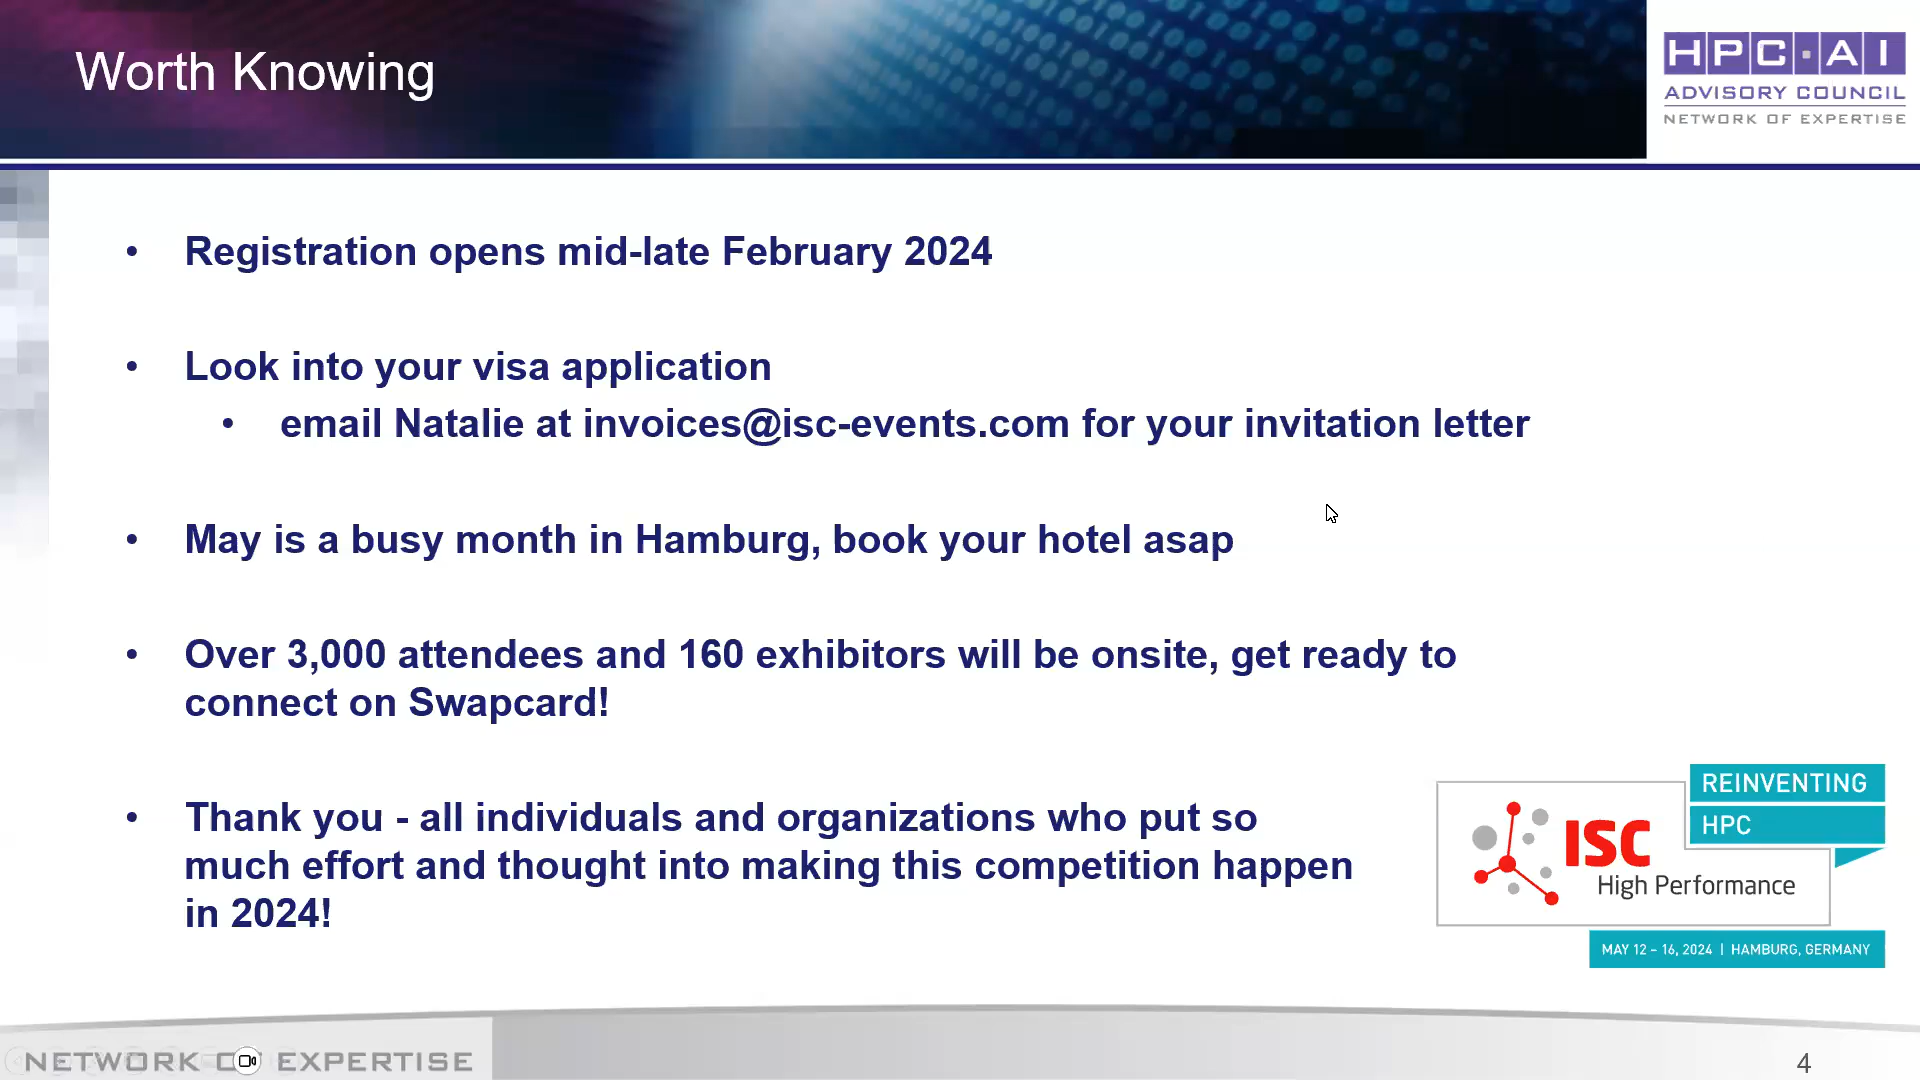 Worth Knowing
HPC·AI
ADVISORY COUNCIL
NETWORK OF EXPERTISE
• Registration opens mid-late February 2024
• Look into your visa application
• email Natalie at invoices@isc-events.com for your invitation letter
• May is a busy month in Hamburg, book your hotel asap
• Over 3,000 attendees and 160 exhibitors will be onsite, get ready to
connect on Swapcard!
• Thank you - all individuals and organizations who put so
much effort and thought into making this competition happen
in 2024!
REINVENTING
HPC
ISC
High Performance
MAY 12 – 16, 2024 | HAMBURG, GERMANY
NETWORK OF EXPERTISE
4